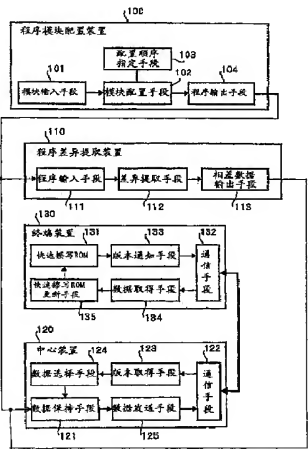 100
程序模块配置装置
配置顺序
指定手段
103
101
102
104
模块输入手段
模块配置手段
程序输出手段
110
程序差异提取装置
程序输入手段
差异提取手段
相差数据
输出手段
111
112
113
130
终端装置
131
133
132
快速擦写ROM
版本通知手段
通信手段
快速擦写ROM
更新手段
数据取得手段
135
134
120
中心装置
124
123
122
数据选择手段
版本取得手段
通信手段
数据保持手段
数据发送手段
121
125